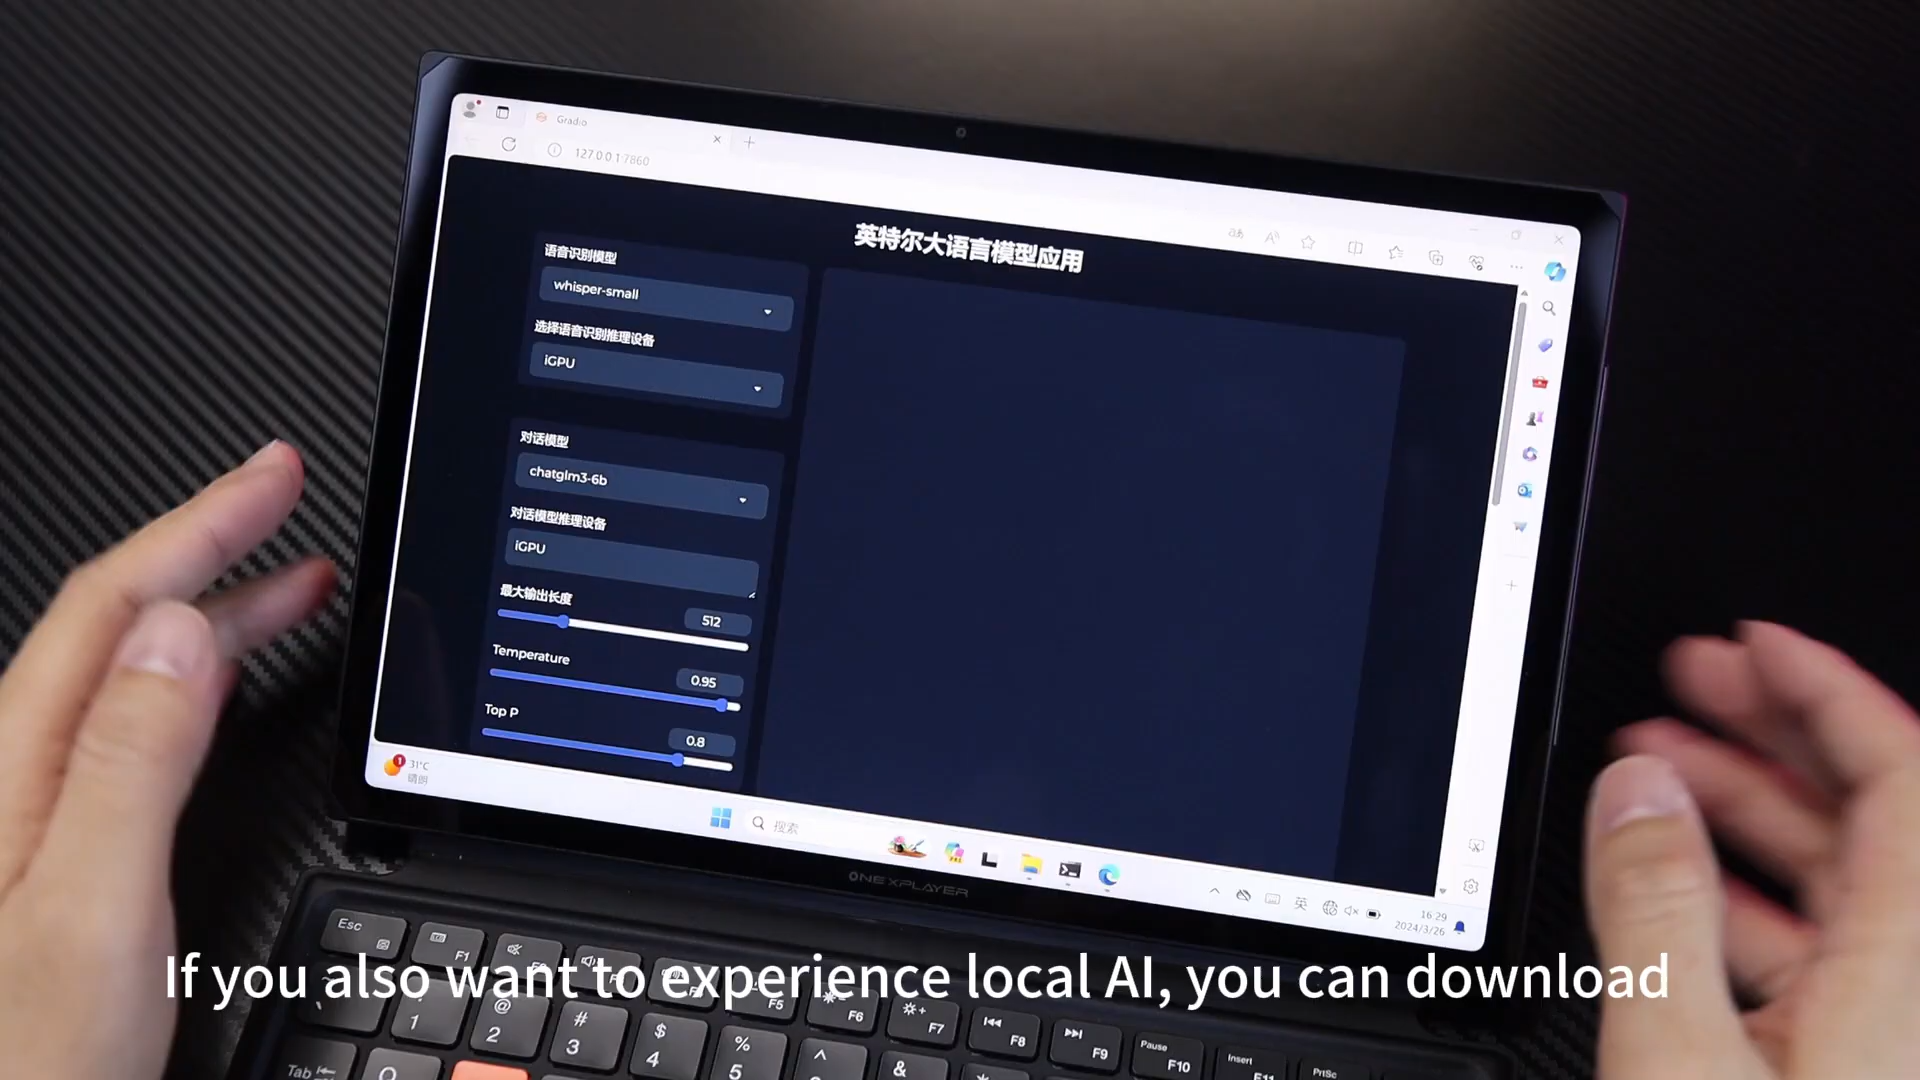 Gradio
127.0.0.1:7860
英特尔大语言模型应用
语音识别模型
whisper-small
选择语音识别推理设备
iGPU
对话模型
chatglm3-6b
对话模型推理设备
iGPU
最大输出长度
512
Temperature
0.95
Top P
0.8
1
31°C
晴朗
搜索
英
16:29
2024/3/26
ONEXPLAYER
Esc
F1
F5
F6
F7
F8
F9
Pause
F10
Insert
F11
PrtSc
If you also want to experience local AI, you can download
!
1
@
2
#
3
$
4
%
5
^
&
Tab
Q